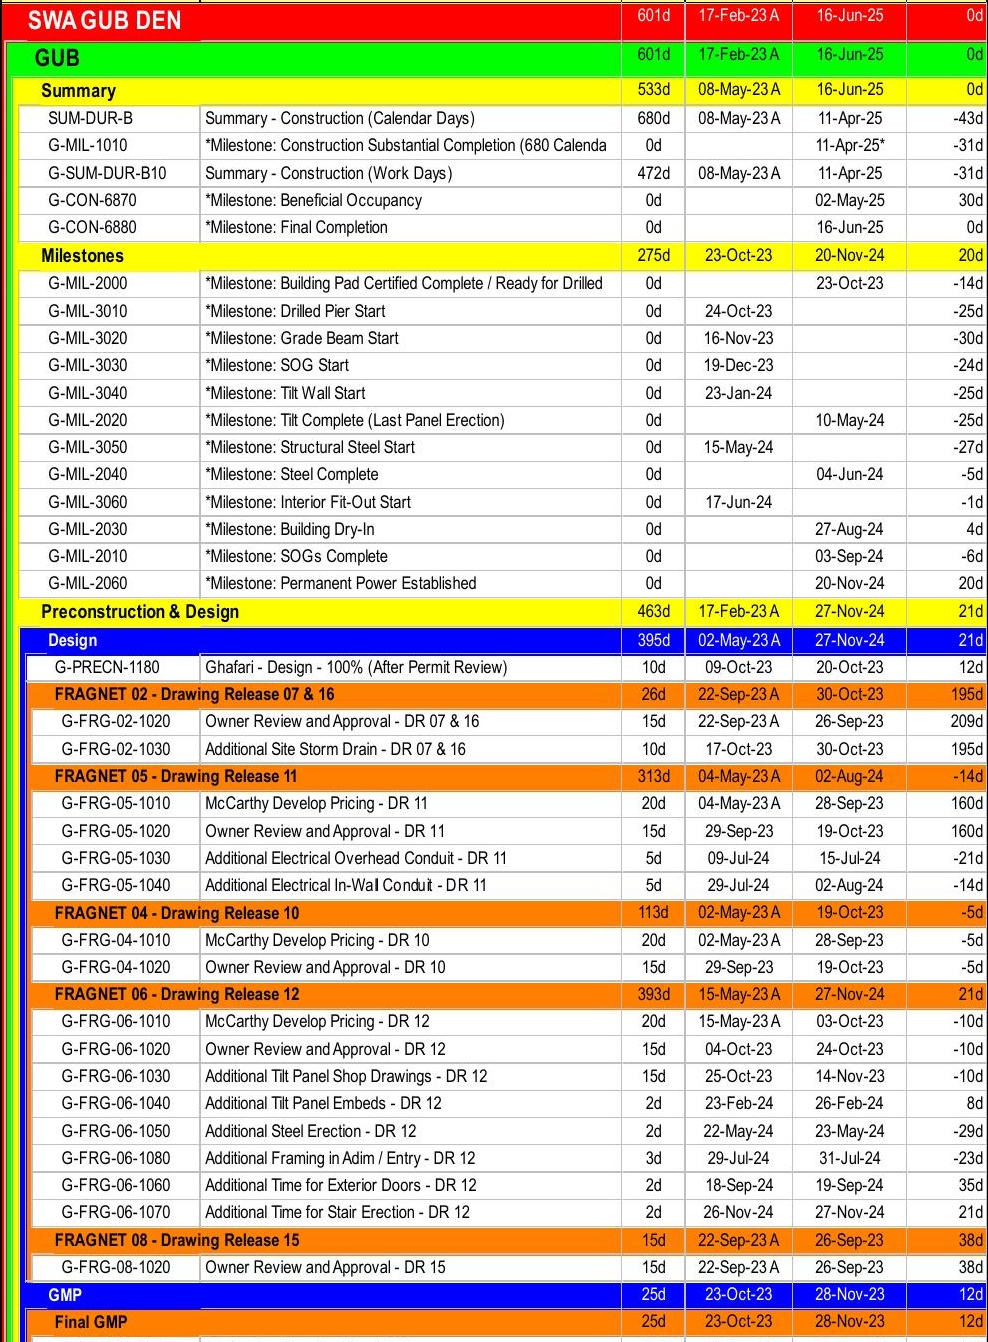 SWA GUB DEN 601d 17-Feb-23 A 16-Jun-25 0d
GUB 601d 17-Feb-23 A 16-Jun-25 0d
Summary 533d 08-May-23 A 16-Jun-25 0d
SUM-DUR-B Summary - Construction (Calendar Days) 680d 08-May-23 A 11-Apr-25 -43d
G-MIL-1010 *Milestone: Construction Substantial Completion (680 Calenda 0d 11-Apr-25* -31d
G-SUM-DUR-B10 Summary - Construction (Work Days) 472d 08-May-23 A 11-Apr-25 -31d
G-CON-6870 *Milestone: Beneficial Occupancy 0d 02-May-25 30d
G-CON-6880 *Milestone: Final Completion 0d 16-Jun-25 0d
Milestones 275d 23-Oct-23 20-Nov-24 20d
G-MIL-2000 *Milestone: Building Pad Certified Complete / Ready for Drilled 0d 23-Oct-23 -14d
G-MIL-3010 *Milestone: Drilled Pier Start 0d 24-Oct-23 -25d
G-MIL-3020 *Milestone: Grade Beam Start 0d 16-Nov-23 -30d
G-MIL-3030 *Milestone: SOG Start 0d 19-Dec-23 -24d
G-MIL-3040 *Milestone: Tilt Wall Start 0d 23-Jan-24 -25d
G-MIL-2020 *Milestone: Tilt Complete (Last Panel Erection) 0d 10-May-24 -25d
G-MIL-3050 *Milestone: Structural Steel Start 0d 15-May-24 -27d
G-MIL-2040 *Milestone: Steel Complete 0d 04-Jun-24 -5d
G-MIL-3060 *Milestone: Interior Fit-Out Start 0d 17-Jun-24 -1d
G-MIL-2030 *Milestone: Building Dry-In 0d 27-Aug-24 4d
G-MIL-2010 *Milestone: SOGs Complete 0d 03-Sep-24 -6d
G-MIL-2060 *Milestone: Permanent Power Established 0d 20-Nov-24 20d
Preconstruction & Design 463d 17-Feb-23 A 27-Nov-24 21d
Design 395d 02-May-23 A 27-Nov-24 21d
G-PRECN-1180 Ghafari - Design - 100% (After Permit Review) 10d 09-Oct-23 20-Oct-23 12d
FRAGNET 02 - Drawing Release 07 & 16 26d 22-Sep-23 A 30-Oct-23 195d
G-FRG-02-1020 Owner Review and Approval - DR 07 & 16 15d 22-Sep-23 A 26-Sep-23 209d
G-FRG-02-1030 Additional Site Storm Drain - DR 07 & 16 10d 17-Oct-23 30-Oct-23 195d
FRAGNET 05 - Drawing Release 11 313d 04-May-23 A 02-Aug-24 -14d
G-FRG-05-1010 McCarthy Develop Pricing - DR 11 20d 04-May-23 A 28-Sep-23 160d
G-FRG-05-1020 Owner Review and Approval - DR 11 15d 29-Sep-23 19-Oct-23 160d
G-FRG-05-1030 Additional Electrical Overhead Conduit - DR 11 5d 09-Jul-24 15-Jul-24 -21d
G-FRG-05-1040 Additional Electrical In-Wall Conduit - DR 11 5d 29-Jul-24 02-Aug-24 -14d
FRAGNET 04 - Drawing Release 10 113d 02-May-23 A 19-Oct-23 -5d
G-FRG-04-1010 McCarthy Develop Pricing - DR 10 20d 02-May-23 A 28-Sep-23 -5d
G-FRG-04-1020 Owner Review and Approval - DR 10 15d 29-Sep-23 19-Oct-23 -5d
FRAGNET 06 - Drawing Release 12 393d 15-May-23 A 27-Nov-24 21d
G-FRG-06-1010 McCarthy Develop Pricing - DR 12 20d 15-May-23 A 03-Oct-23 -10d
G-FRG-06-1020 Owner Review and Approval - DR 12 15d 04-Oct-23 24-Oct-23 -10d
G-FRG-06-1030 Additional Tilt Panel Shop Drawings - DR 12 15d 25-Oct-23 14-Nov-23 -10d
G-FRG-06-1040 Additional Tilt Panel Embeds - DR 12 2d 23-Feb-24 26-Feb-24 8d
G-FRG-06-1050 Additional Steel Erection - DR 12 2d 22-May-24 23-May-24 -29d
G-FRG-06-1080 Additional Framing in Adim / Entry - DR 12 3d 29-Jul-24 31-Jul-24 -23d
G-FRG-06-1060 Additional Time for Exterior Doors - DR 12 2d 18-Sep-24 19-Sep-24 35d
G-FRG-06-1070 Additional Time for Stair Erection - DR 12 2d 26-Nov-24 27-Nov-24 21d
FRAGNET 08 - Drawing Release 15 15d 22-Sep-23 A 26-Sep-23 38d
G-FRG-08-1020 Owner Review and Approval - DR 15 15d 22-Sep-23 A 26-Sep-23 38d
GMP 25d 23-Oct-23 28-Nov-23 12d
Final GMP 25d 23-Oct-23 28-Nov-23 12d